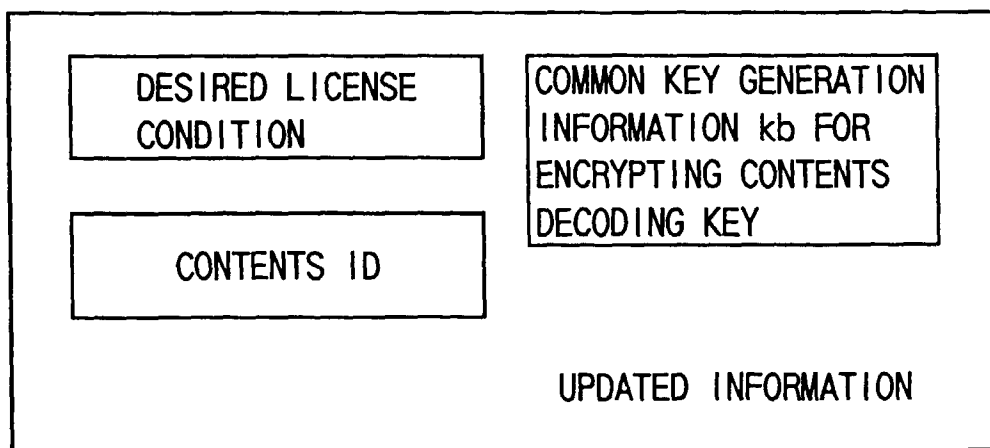 DESIRED LICENSE
CONDITION
COMMON KEY GENERATION
INFORMATION kb FOR
ENCRYPTING CONTENTS
DECODING KEY
CONTENTS ID
UPDATED INFORMATION